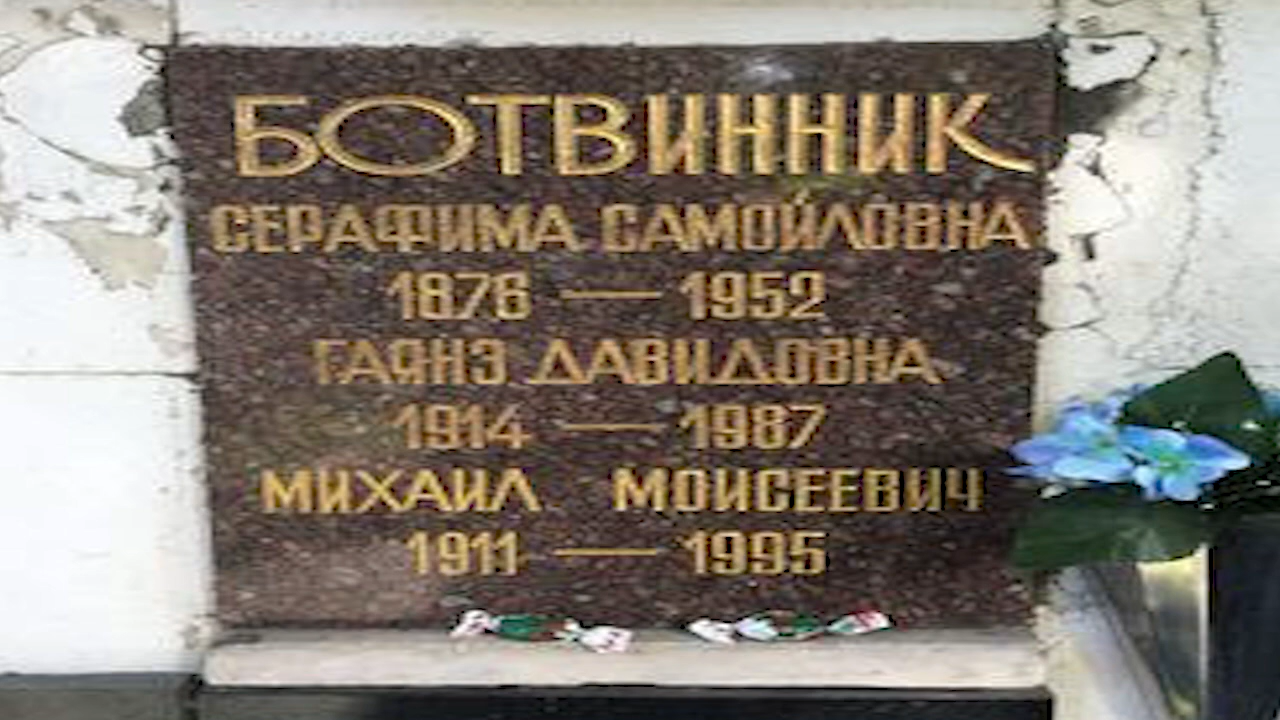 БОТВИННИК
СЕРАФИМА САМОЙЛОВНА
1876 — 1952
ГАЯНЭ ДАВИДОВНА
1914 — 1987
МИХАИЛ МОИСЕЕВИЧ
1911 — 1995